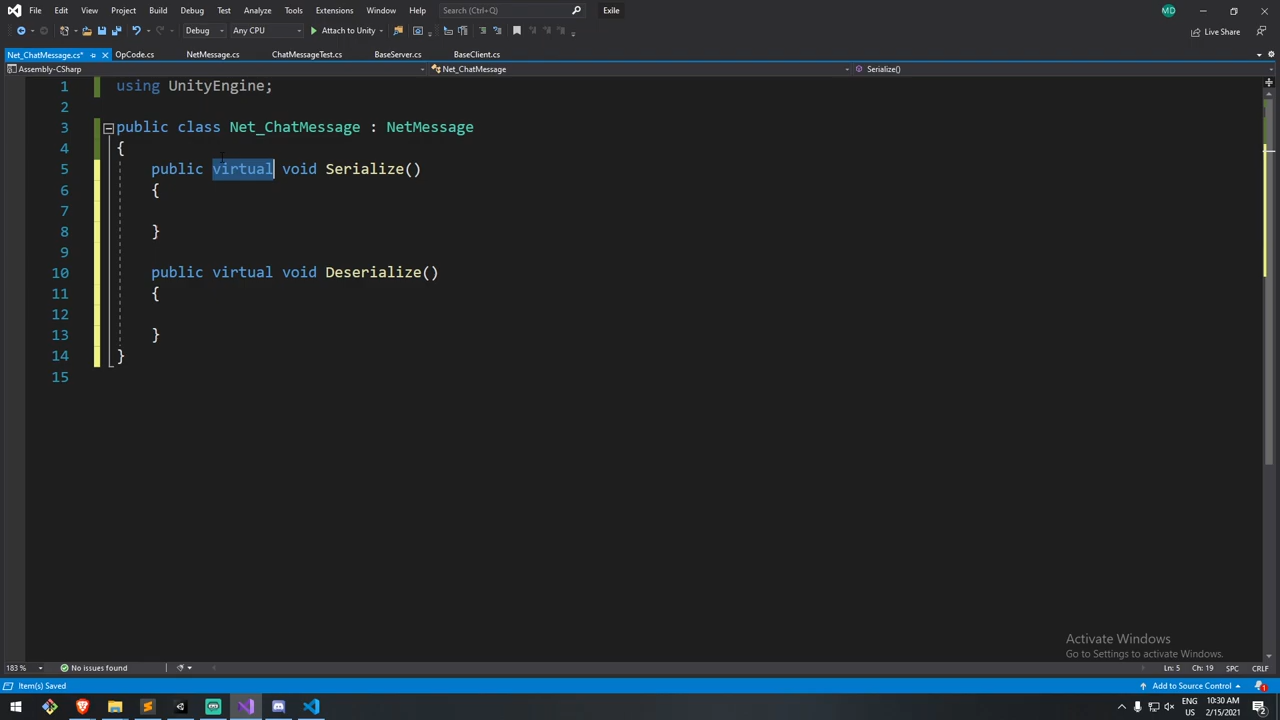 File Edit View Project Build Debug Test Analyze Tools Extensions Window Help Search (Ctrl+Q) Exile MD
Debug Any CPU Attach to Unity Live Share
Net_ChatMessage.cs* OpCode.cs NetMessage.cs ChatMessageTest.cs BaseServer.cs BaseClient.cs
Assembly-CSharp Net_ChatMessage Serialize()
1 using UnityEngine;
2
3 public class Net_ChatMessage : NetMessage
4 {
5 public virtual void Serialize()
6 {
7
8 }
9
10 public virtual void Deserialize()
11 {
12
13 }
14 }
15
Activate Windows
Go to Settings to activate Windows.
183 % No issues found Ln: 5 Ch: 19 SPC CRLF
Item(s) Saved Add to Source Control 1
ENG 10:30 AM
US 2/15/2021 2